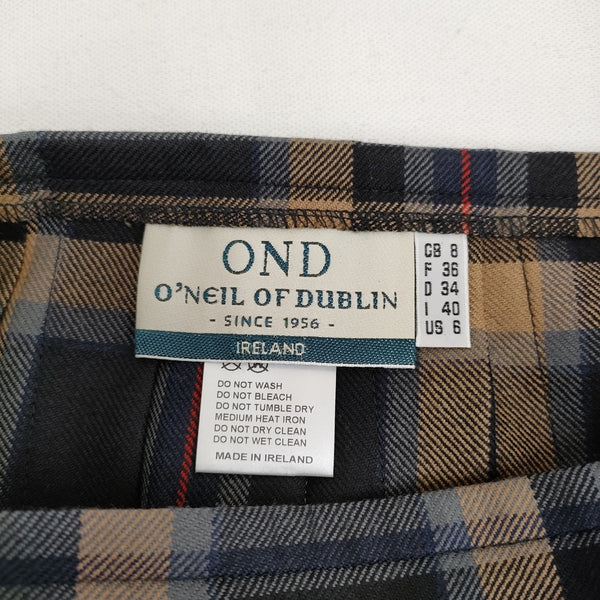 OND
O'NEIL OF DUBLIN
- SINCE 1956 -
IRELAND
GB 8
F 36
D 34
I 40
US 6
DO NOT WASH
DO NOT BLEACH
DO NOT TUMBLE DRY
MEDIUM HEAT IRON
DO NOT DRY CLEAN
DO NOT WET CLEAN
MADE IN IRELAND